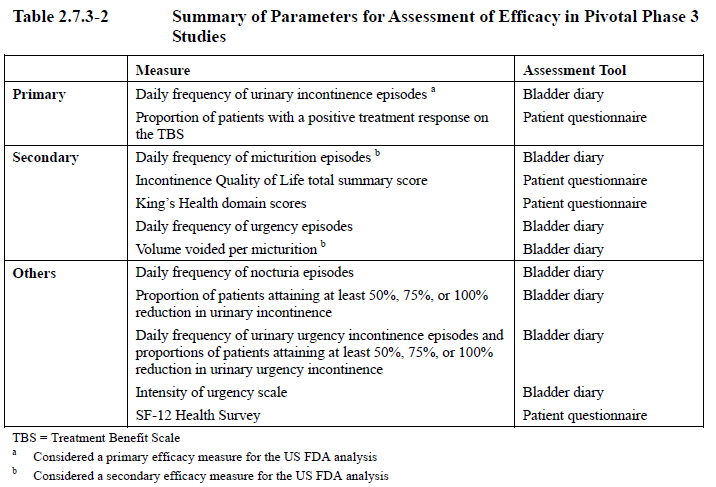 Table 2.7.3-2 Summary of Parameters for Assessment of Efficacy in Pivotal Phase 3
Studies
Measure Assessment Tool
Primary Daily frequency of urinary incontinence episodes a Bladder diary
Proportion of patients with a positive treatment response on Patient questionnaire
the TBS
Secondary Daily frequency of micturition episodes b Bladder diary
Incontinence Quality of Life total summary score Patient questionnaire
King's Health domain scores Patient questionnaire
Daily frequency of urgency episodes Bladder diary
Volume voided per micturition b Bladder diary
Others Daily frequency of nocturia episodes Bladder diary
Proportion of patients attaining at least 50%, 75%, or 100% Bladder diary
reduction in urinary incontinence
Daily frequency of urinary urgency incontinence episodes and Bladder diary
proportions of patients attaining at least 50%, 75%, or 100%
reduction in urinary urgency incontinence
Intensity of urgency scale Bladder diary
SF-12 Health Survey Patient questionnaire
TBS = Treatment Benefit Scale
a Considered a primary efficacy measure for the US FDA analysis
b Considered a secondary efficacy measure for the US FDA analysis